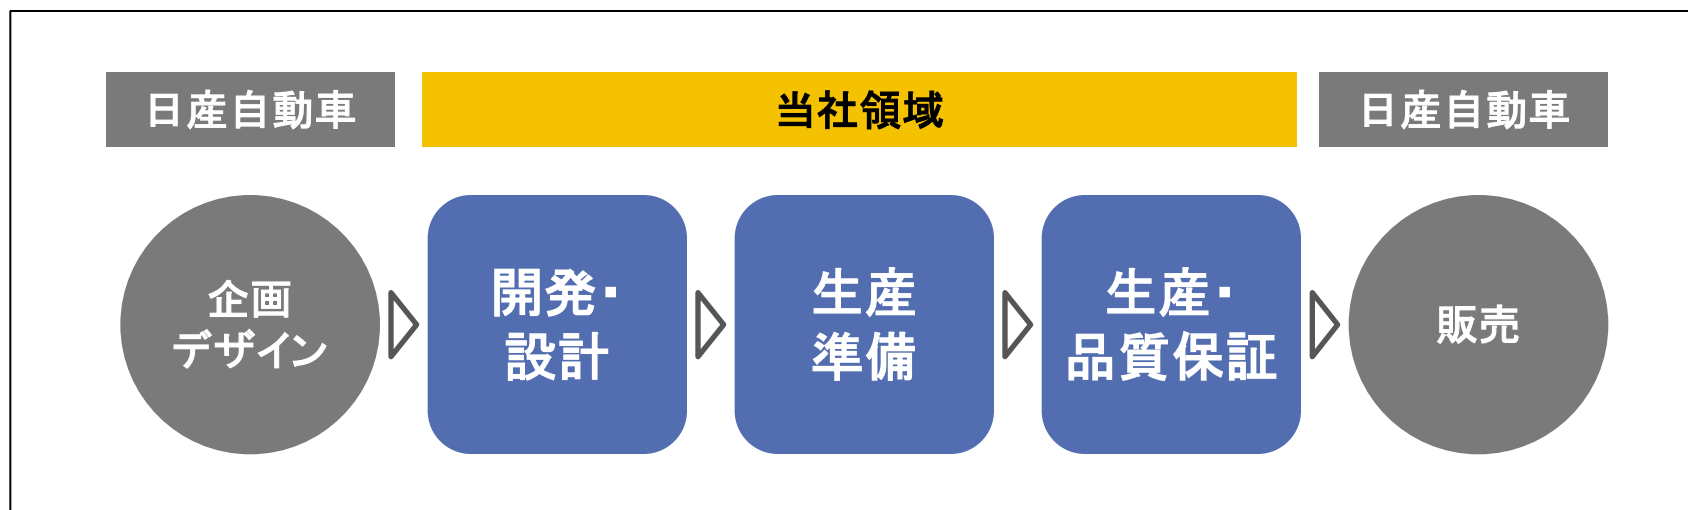 日産自動車
当社領域
日産自動車
企画
デザイン
開発・
設計
生産
準備
生産・
品質保証
販売